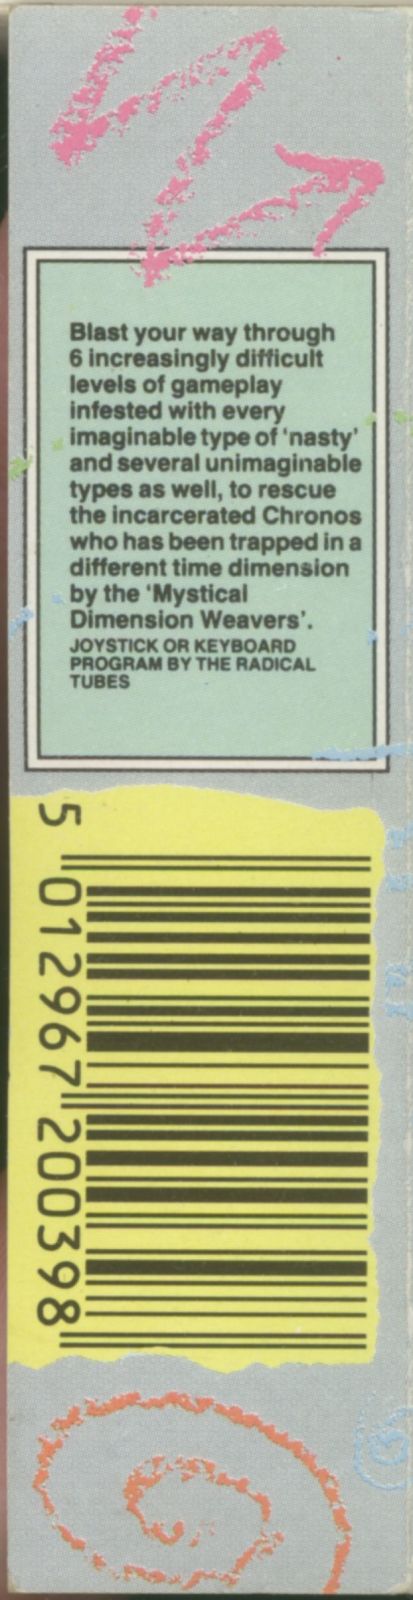 Blast your way through
6 increasingly difficult
levels of gameplay
infested with every
imaginable type of 'nasty'
and several unimaginable
types as well, to rescue
the incarcerated Chronos
who has been trapped in a
different time dimension
by the 'Mystical
Dimension Weavers'.
JOYSTICK OR KEYBOARD
PROGRAM BY THE RADICAL
TUBES
5 012967 200398